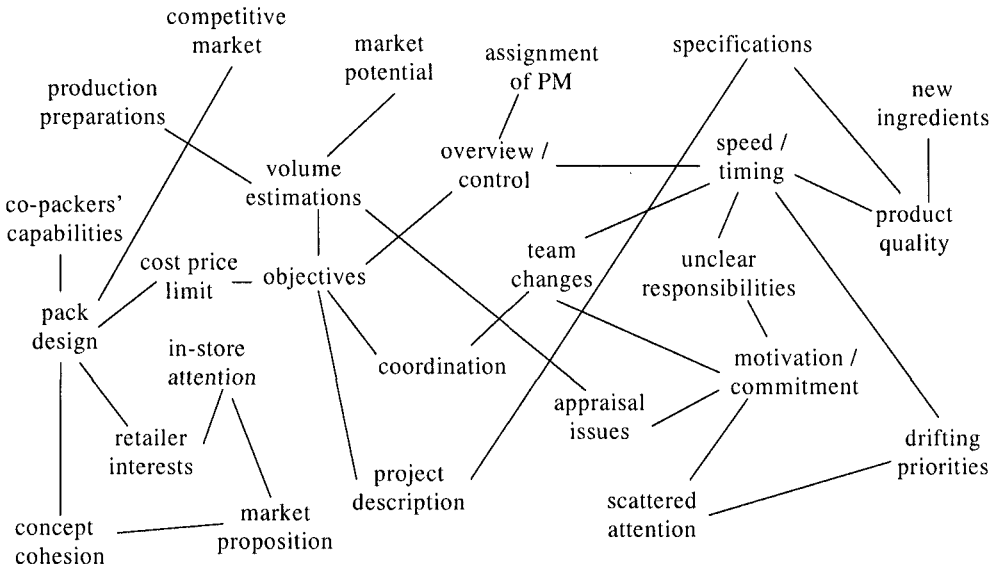 competitive
market
market
potential
assignment
of PM
specifications
production
preparations
new
ingredients
volume
estimations
overview /
control
speed /
timing
co-packers'
capabilities
product
quality
cost price
limit
objectives
team
changes
unclear
responsibilities
pack
design
in-store
attention
coordination
motivation /
commitment
appraisal
issues
retailer
interests
drifting
priorities
project
description
scattered
attention
concept
cohesion
market
proposition